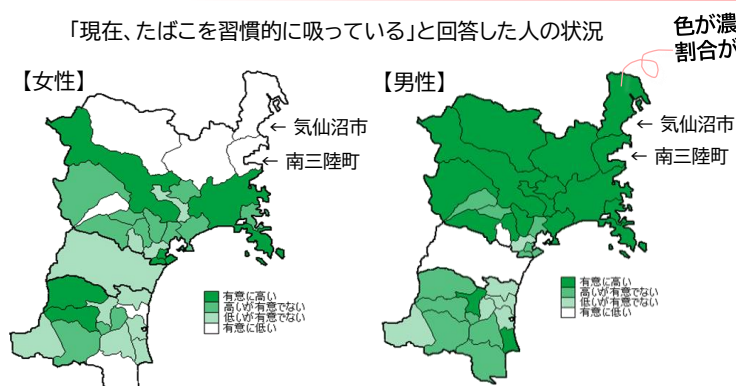 「現在、たばこを習慣的に吸っている」と回答した人の状況
色が濃
割合が
【女性】
← 気仙沼市
← 南三陸町
有意に高い
高いが有意でない
低いが有意でない
有意に低い
【男性】
← 気仙沼市
← 南三陸町
有意に高い
高いが有意でない
低いが有意でない
有意に低い